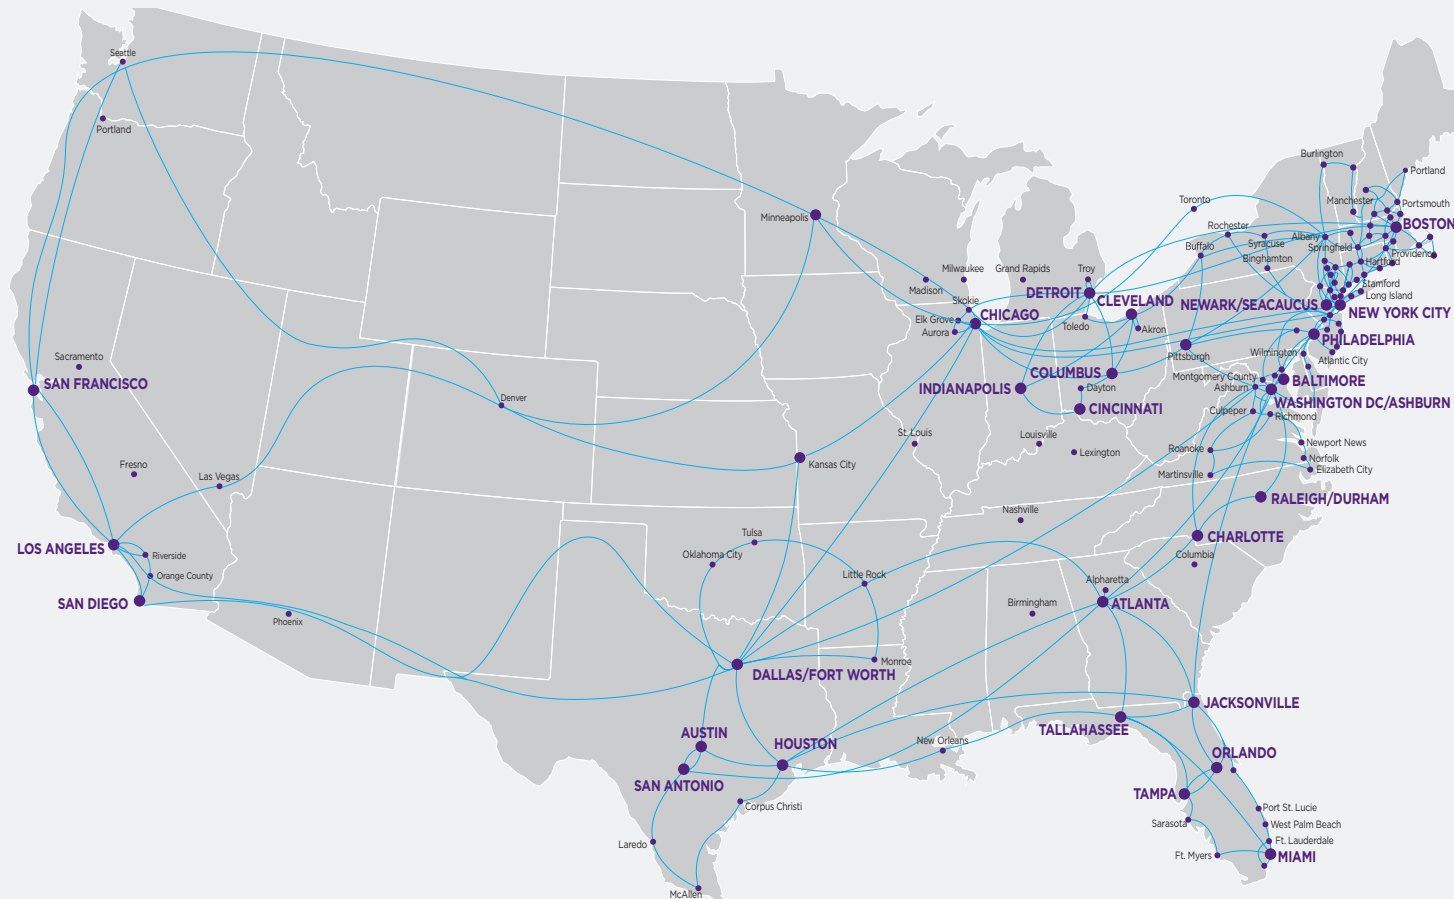 Seattle
Portland
Burlington
Portland
Toronto
Manchester
Portsmouth
Minneapolis
Rochester
BOSTON
Syracuse
Albany
Buffalo
Springfield
Providence
Binghamton
Hartford
Milwaukee
Grand Rapids
Troy
Madison
DETROIT
Stamford
Skokie
CLEVELAND
Long Island
NEWARK/SEACAUCUS
NEW YORK CITY
CHICAGO
Elk Grove
Toledo
Akron
Aurora
PHILADELPHIA
Pittsburgh
Wilmington
Atlantic City
Sacramento
COLUMBUS
Montgomery County
SAN FRANCISCO
BALTIMORE
INDIANAPOLIS
Dayton
Ashburn
Denver
WASHINGTON DC/ASHBURN
CINCINNATI
Culpeper
Richmond
St. Louis
Louisville
Newport News
Roanoke
Lexington
Norfolk
Fresno
Kansas City
Elizabeth City
Las Vegas
Martinsville
RALEIGH/DURHAM
Nashville
Tulsa
CHARLOTTE
LOS ANGELES
Riverside
Oklahoma City
Columbia
Orange County
Little Rock
Alpharetta
SAN DIEGO
Birmingham
ATLANTA
Phoenix
Monroe
DALLAS/FORT WORTH
JACKSONVILLE
AUSTIN
TALLAHASSEE
HOUSTON
New Orleans
ORLANDO
SAN ANTONIO
TAMPA
Corpus Christi
Port St. Lucie
Sarasota
West Palm Beach
Laredo
Ft. Lauderdale
Ft. Myers
MIAMI
McAllen